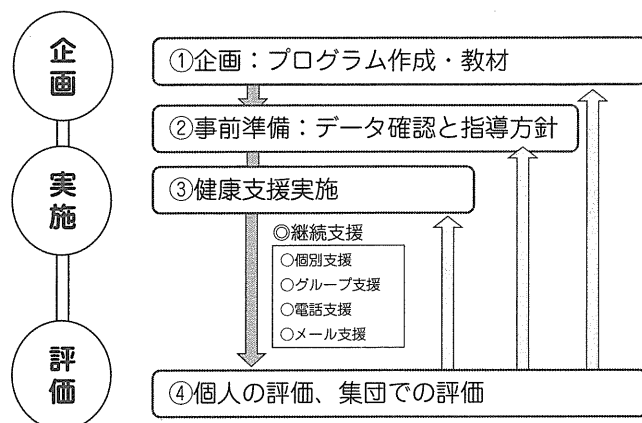 企画
①企画：プログラム作成・教材
②事前準備：データ確認と指導方針
実施
③健康支援実施
◎継続支援
○個別支援
○グループ支援
○電話支援
○メール支援
評価
④個人の評価、集団での評価